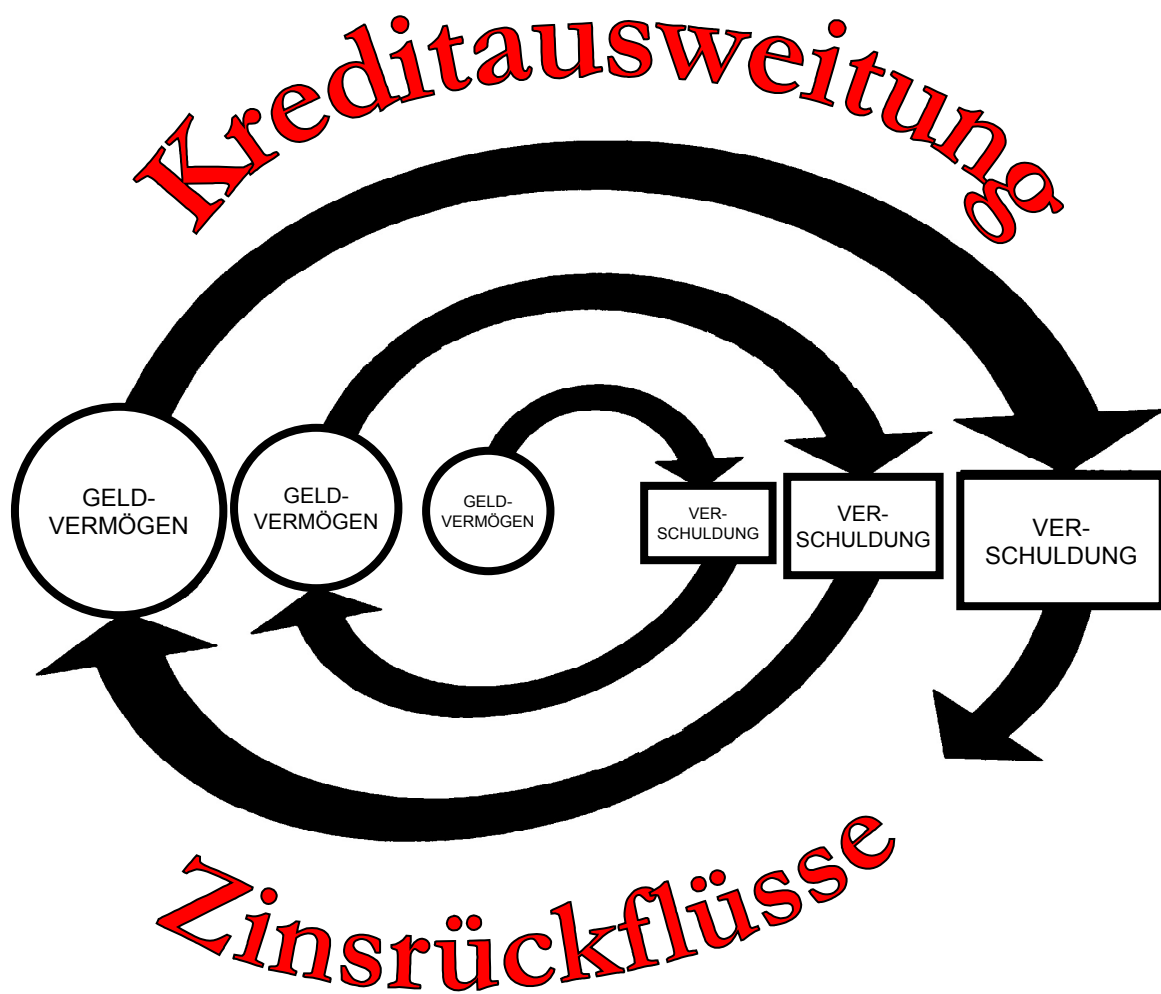 Kreditausweitung
GELD-
VERMÖGEN
GELD-
VERMÖGEN
GELD-
VERMÖGEN
VER-
SCHULDUNG
VER-
SCHULDUNG
VER-
SCHULDUNG
Zinsrückflüsse